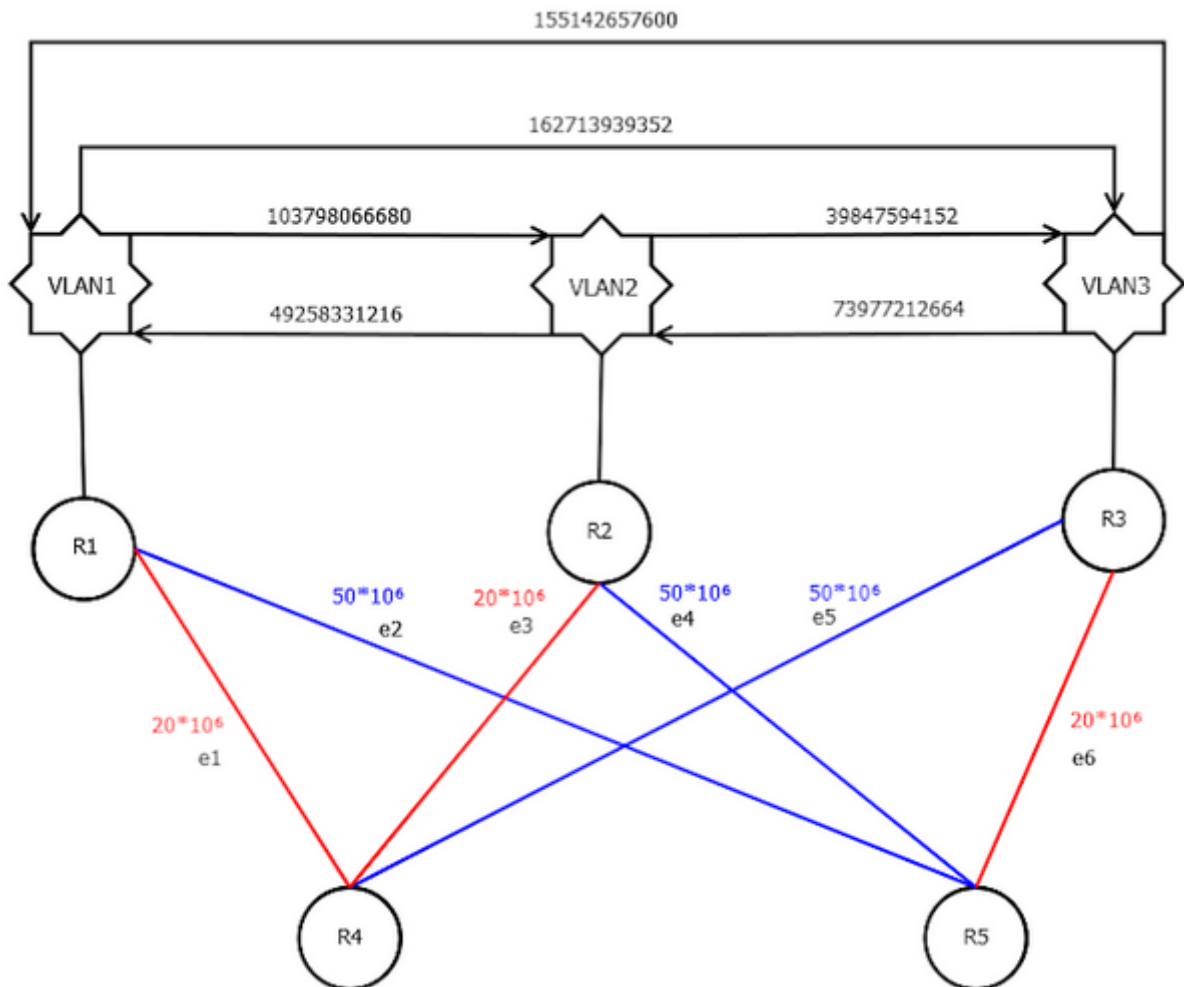 155142657600
162713939352
103798066680
39847594152
VLAN1
VLAN2
VLAN3
49258331216
73977212664
R1
R2
R3
50*10⁶
e2
20*10⁶
e3
50*10⁶
e4
50*10⁶
e5
20*10⁶
e1
20*10⁶
e6
R4
R5